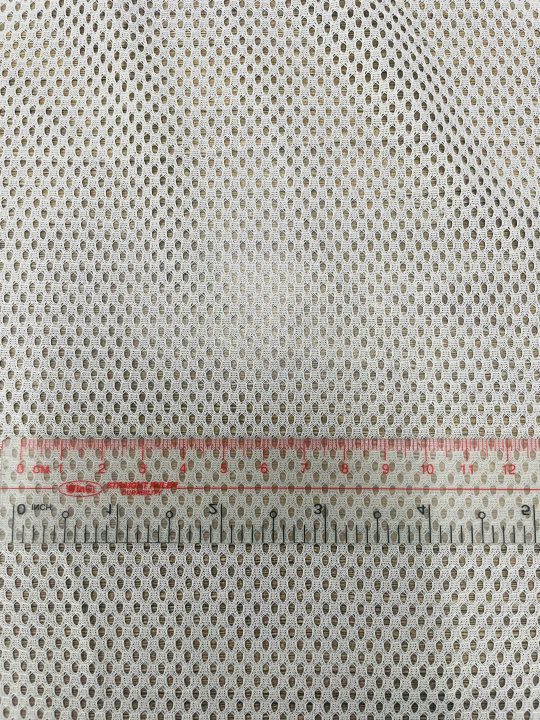 0 CM 1 2 3 4 5 6 7 8 9 10 11 12
STRAIGHT RULER
DURABILITY
0 INCH 1 2 3 4 5